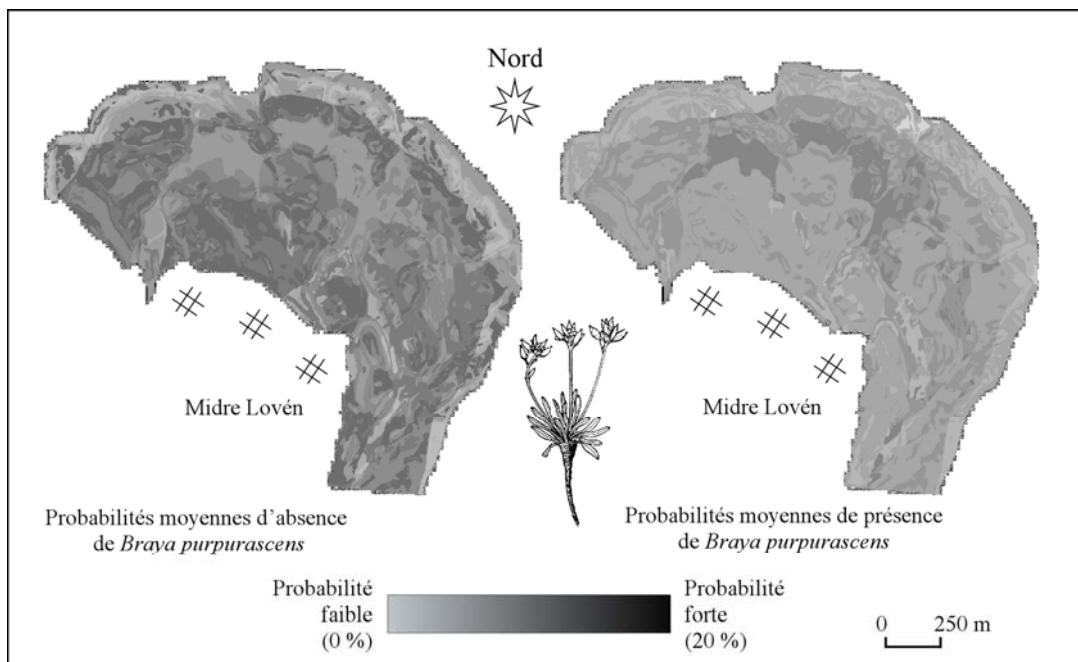 Nord
Midre Lovén
Midre Lovén
Probabilités moyennes d’absence
de Braya purpurascens
Probabilités moyennes de présence
de Braya purpurascens
Probabilité
faible
(0 %)
Probabilité
forte
(20 %)
0 250 m